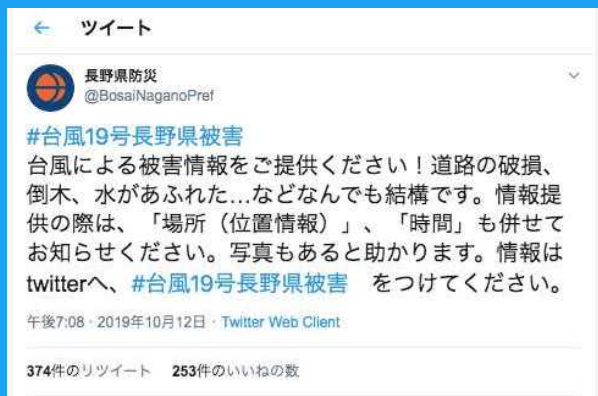 ← ツイート
長野県防災
@BosaiNaganoPref
#台風19号長野県被害
台風による被害情報をご提供ください！道路の破損、
倒木、水があふれた…などなんでも結構です。情報提
供の際は、「場所（位置情報）」、「時間」も併せて
お知らせください。写真もあると助かります。情報は
twitterへ、#台風19号長野県被害　をつけてください。
午後7:08 · 2019年10月12日 · Twitter Web Client
374件のリツイート　253件のいいねの数